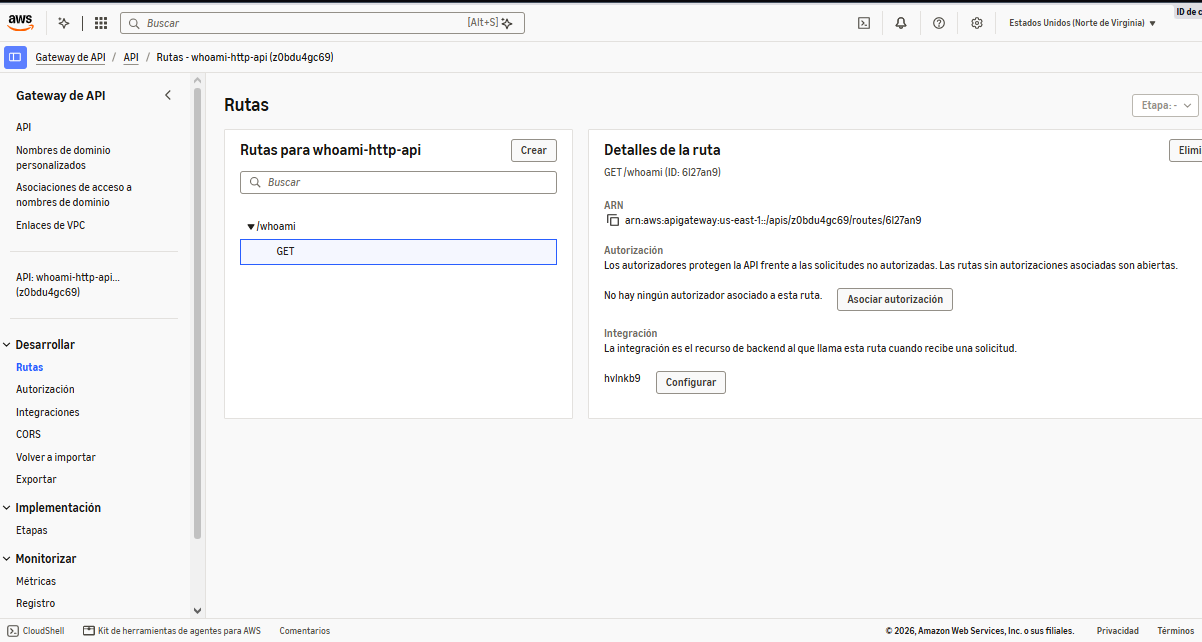 aws
Buscar
[Alt+S]
Estados Unidos (Norte de Virginia)
ID de
Gateway de API / API / Rutas - whoami-http-api (z0bdu4gc69)
Gateway de API
API
Nombres de dominio
personalizados
Asociaciones de acceso a
nombres de dominio
Enlaces de VPC
API: whoami-http-api...
(z0bdu4gc69)
Desarrollar
Rutas
Autorización
Integraciones
CORS
Volver a importar
Exportar
Implementación
Etapas
Monitorizar
Métricas
Registro
Rutas
Etapa: -
Rutas para whoami-http-api
Crear
Buscar
/whoami
GET
Detalles de la ruta
Elimi
GET /whoami (ID: 6l27an9)
ARN
arn:aws:apigateway:us-east-1::/apis/z0bdu4gc69/routes/6l27an9
Autorización
Los autorizadores protegen la API frente a las solicitudes no autorizadas. Las rutas sin autorizaciones asociadas son abiertas.
No hay ningún autorizador asociado a esta ruta.
Asociar autorización
Integración
La integración es el recurso de backend al que llama esta ruta cuando recibe una solicitud.
hvlnkb9
Configurar
CloudShell
Kit de herramientas de agentes para AWS
Comentarios
© 2026, Amazon Web Services, Inc. o sus filiales.
Privacidad
Términos